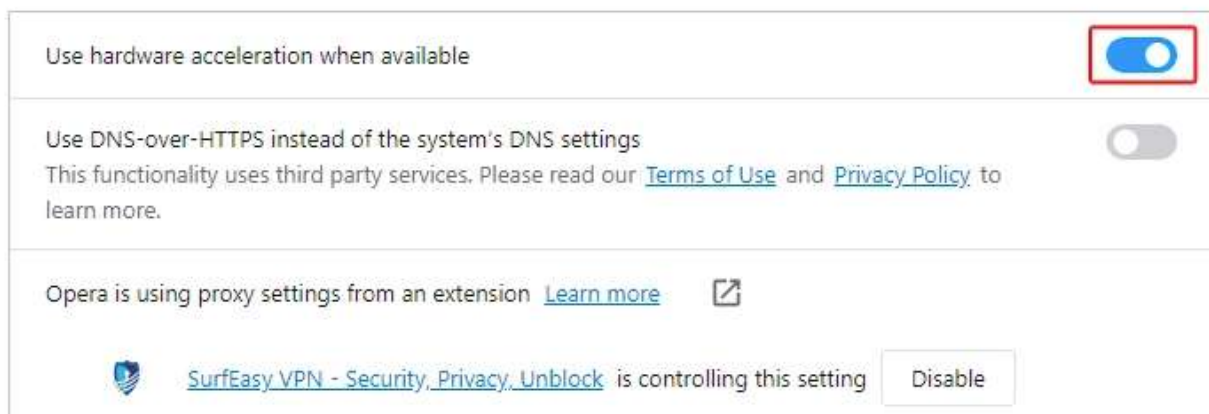 Use hardware acceleration when available
Use DNS-over-HTTPS instead of the system's DNS settings
This functionality uses third party services. Please read our Terms of Use and Privacy Policy to
learn more.
Opera is using proxy settings from an extension Learn more
SurfEasy VPN - Security, Privacy, Unblock is controlling this setting Disable